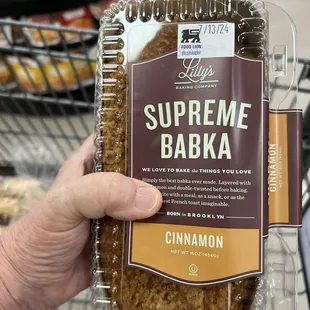 7/13/24
FOOD LION
Lilly's
BAKING COMPANY
SUPREME
BABKA
WE LOVE TO BAKE the THINGS YOU LOVE
Simply the best babka ever made. Layered with
mon and double-twisted before baking.
with a meal, as a snack, or as the
est French toast imaginable.
BORN in BROOKLYN
CINNAMON
NET WT 16OZ (454G)
CINNAMON